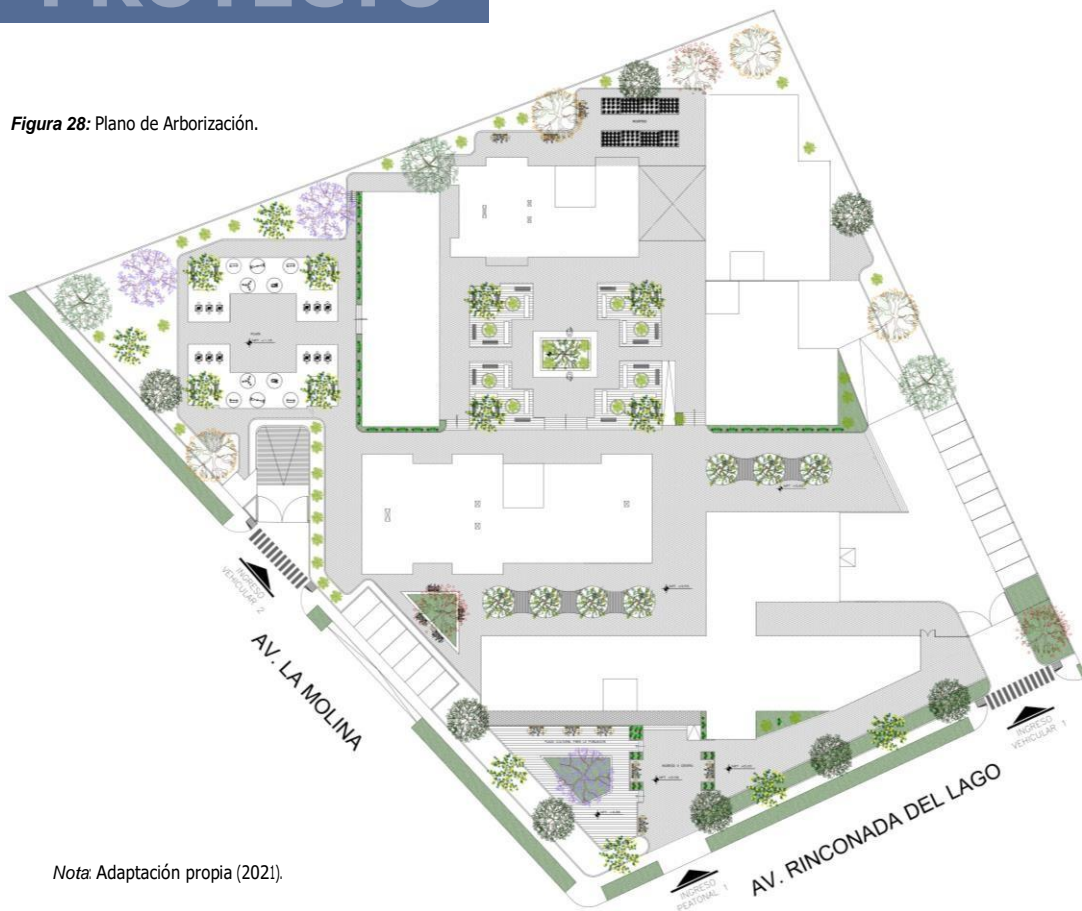 PROYECTO
Figura 28: Plano de Arborización.
INGRESO
VEHICULAR 2
AV. LA MOLINA
INGRESO
VEHICULAR 1
AV. RINCONADA DEL LAGO
INGRESO
PEATONAL 1
Nota: Adaptación propia (2021).